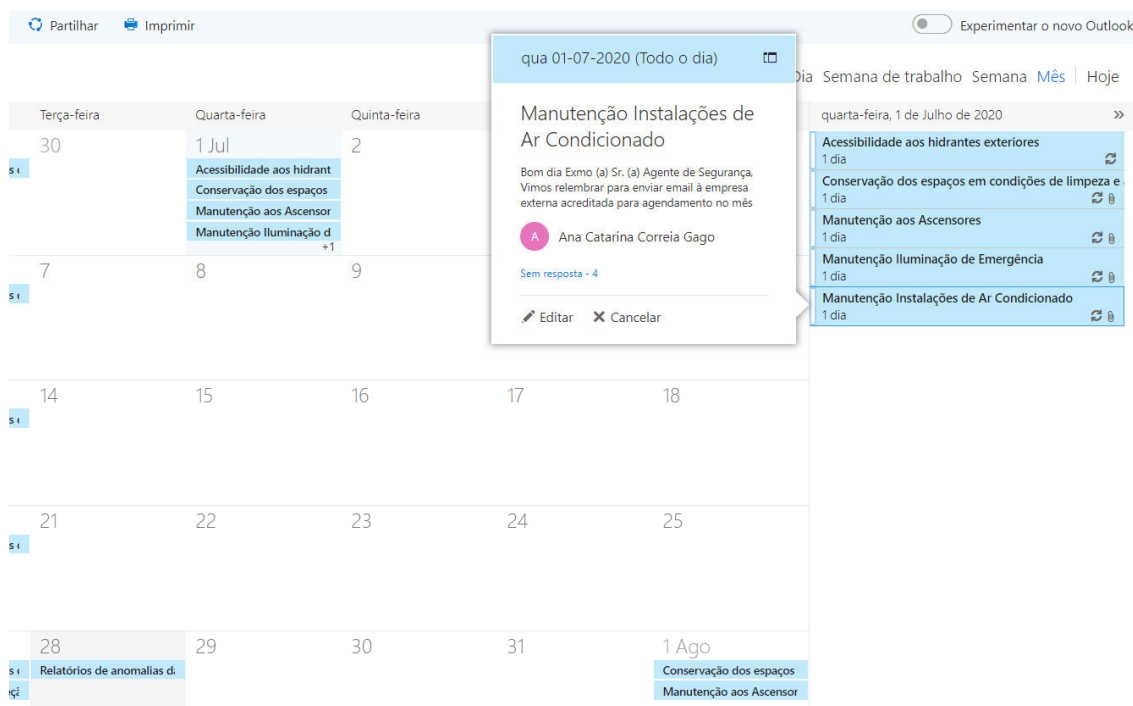 Partilhar Imprimir Experimentar o novo Outlook
qua 01-07-2020 (Todo o dia)
Semana de trabalho Semana Mês Hoje
Terça-feira Quarta-feira Quinta-feira
quarta-feira, 1 de Julho de 2020 »
Manutenção Instalações de
Ar Condicionado
Bom dia Exmo (a) Sr. (a) Agente de Segurança,
Vimos relembrar para enviar email à empresa
externa acreditada para agendamento no mês
A Ana Catarina Correia Gago
Sem resposta - 4
Editar Cancelar
Acessibilidade aos hidrantes exteriores
1 dia
Conservação dos espaços em condições de limpeza e
1 dia
Manutenção aos Ascensores
1 dia
Manutenção Iluminação de Emergência
1 dia
Manutenção Instalações de Ar Condicionado
1 dia
30 1 Jul 2
Acessibilidade aos hidrant
Conservação dos espaços
Manutenção aos Ascensor
Manutenção Iluminação d
+1
7 8 9
14 15 16 17 18
21 22 23 24 25
28 29 30 31 1 Ago
Relatórios de anomalias
Conservação dos espaços
Manutenção aos Ascensor